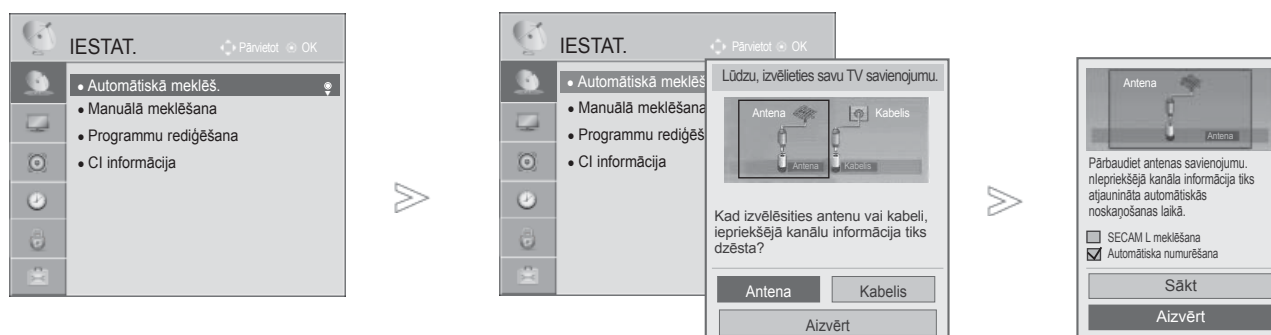 IESTAT.
Pārvietot OK
• Automātiskā meklēš.
• Manuālā meklēšana
• Programmu rediģēšana
• CI informācija
>
IESTAT.
Pārvietot OK
• Automātiskā meklēš
• Manuālā meklēšana
• Programmu rediģēš
• CI informācija
Lūdzu, izvēlieties savu TV savienojumu.
Antena
Kabelis
Antena
Kabelis
Kad izvēlēsities antenu vai kabeli,
iepriekšējā kanālu informācija tiks
dzēsta?
Antena
Kabelis
Aizvērt
>
Antena
Antena
Pārbaudiet antenas savienojumu.
nIepriekšējā kanāla informācija tiks
atjaunināta automātiskās
noskaņošanas laikā.
SECAM L meklēšana
Automātiska numurēšana
Sākt
Aizvērt